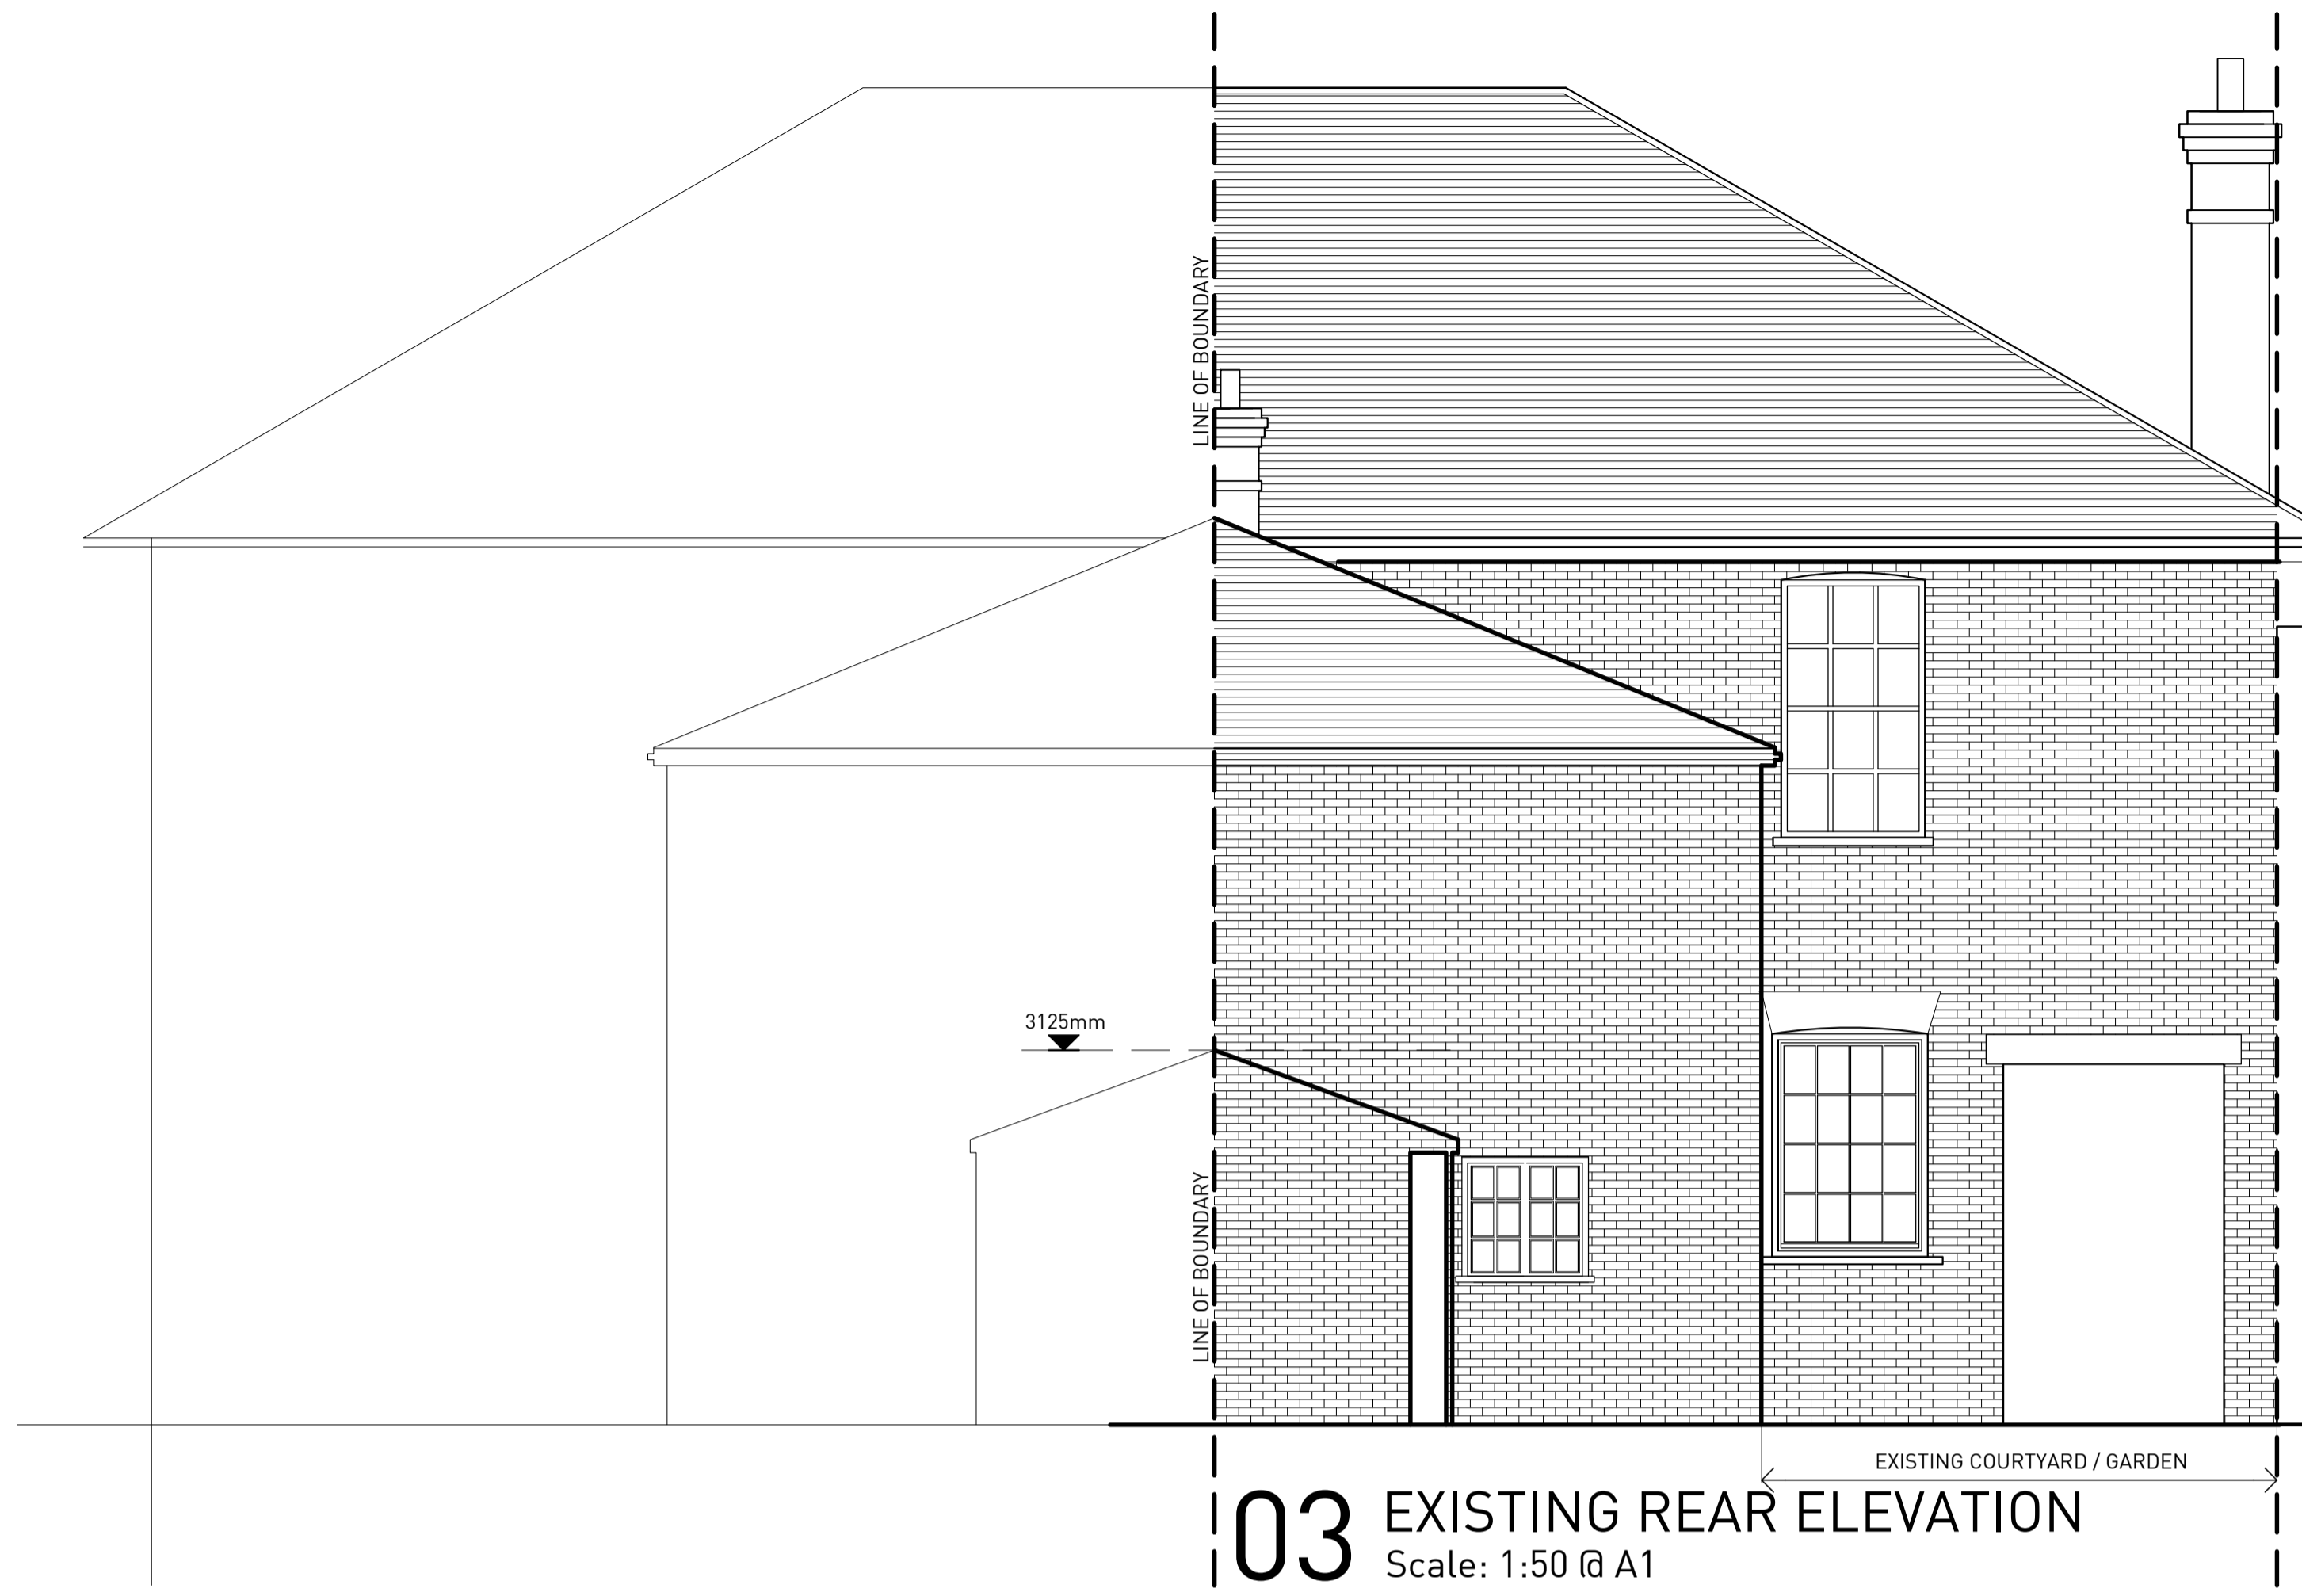 LINE OF BOUNDARY
3125mm
LINE OF BOUNDARY
EXISTING COURTYARD / GARDEN
03 EXISTING REAR ELEVATION
Scale: 1:50 @ A1